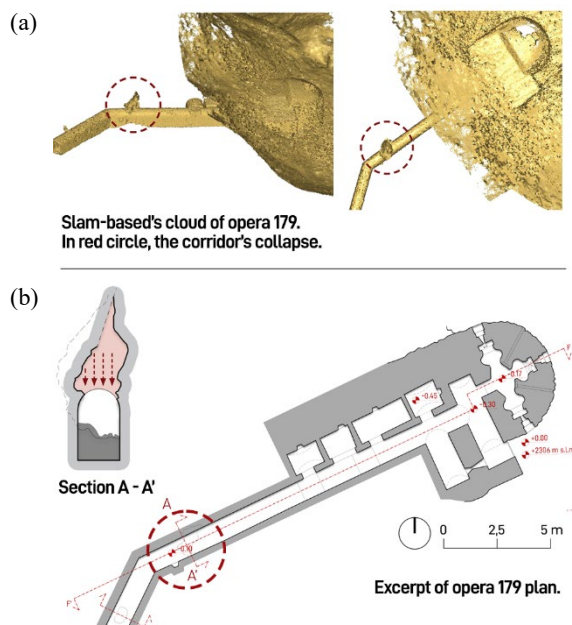 (a)
Slam-based's cloud of opera 179.
In red circle, the corridor's collapse.
(b)
Section A - A'
A
A'
-0.10
F'
-0.45
-0.30
-0.17
F'
±0.00
+2306 m s.l.m
0 2,5 5 m
Excerpt of opera 179 plan.